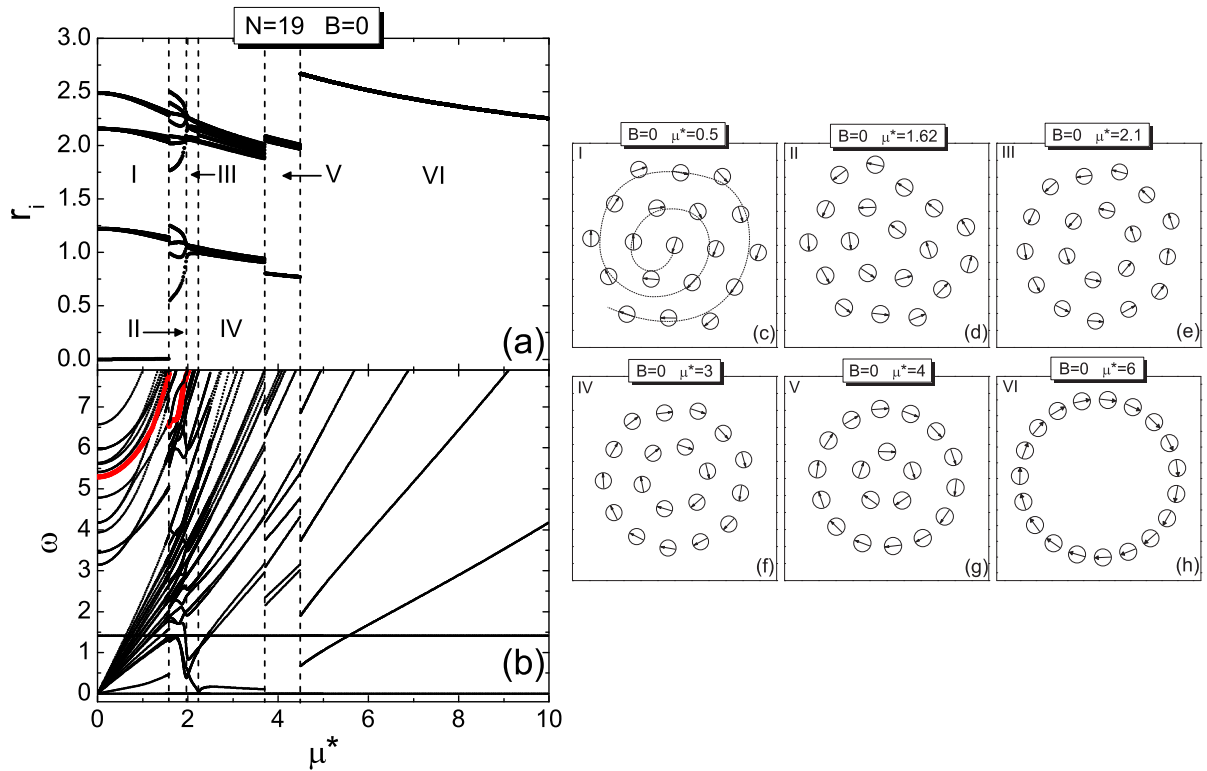 N=19 B=0
3.0
2.5
2.0
1.5
1.0
0.5
0.0
r_i
I
III
V
VI
II
IV
(a)
7
6
5
4
3
2
1
0
ω
(b)
0 2 4 6 8 10
μ*
B=0 μ*=0.5
I
(c)
B=0 μ*=1.62
II
(d)
B=0 μ*=2.1
III
(e)
B=0 μ*=3
IV
(f)
B=0 μ*=4
V
(g)
B=0 μ*=6
VI
(h)